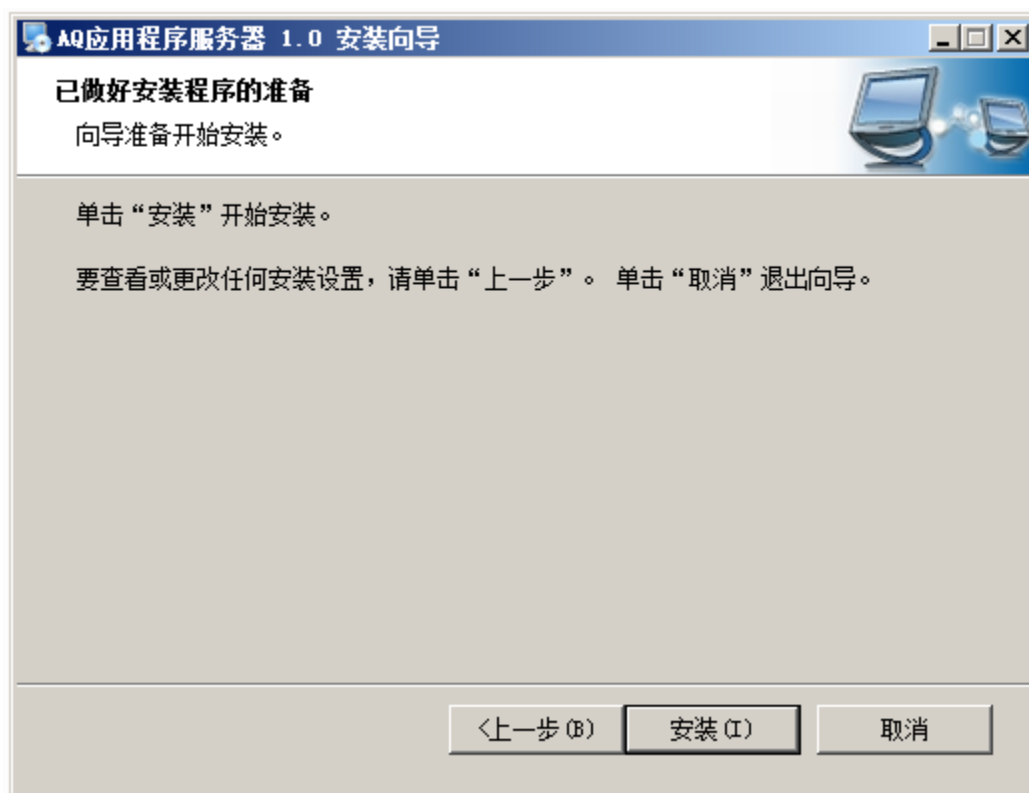 AQ应用程序服务器 1.0 安装向导
已做好安装程序的准备
向导准备开始安装。
单击“安装”开始安装。
要查看或更改任何安装设置，请单击“上一步”。 单击“取消”退出向导。
<上一步(B) 安装(I) 取消